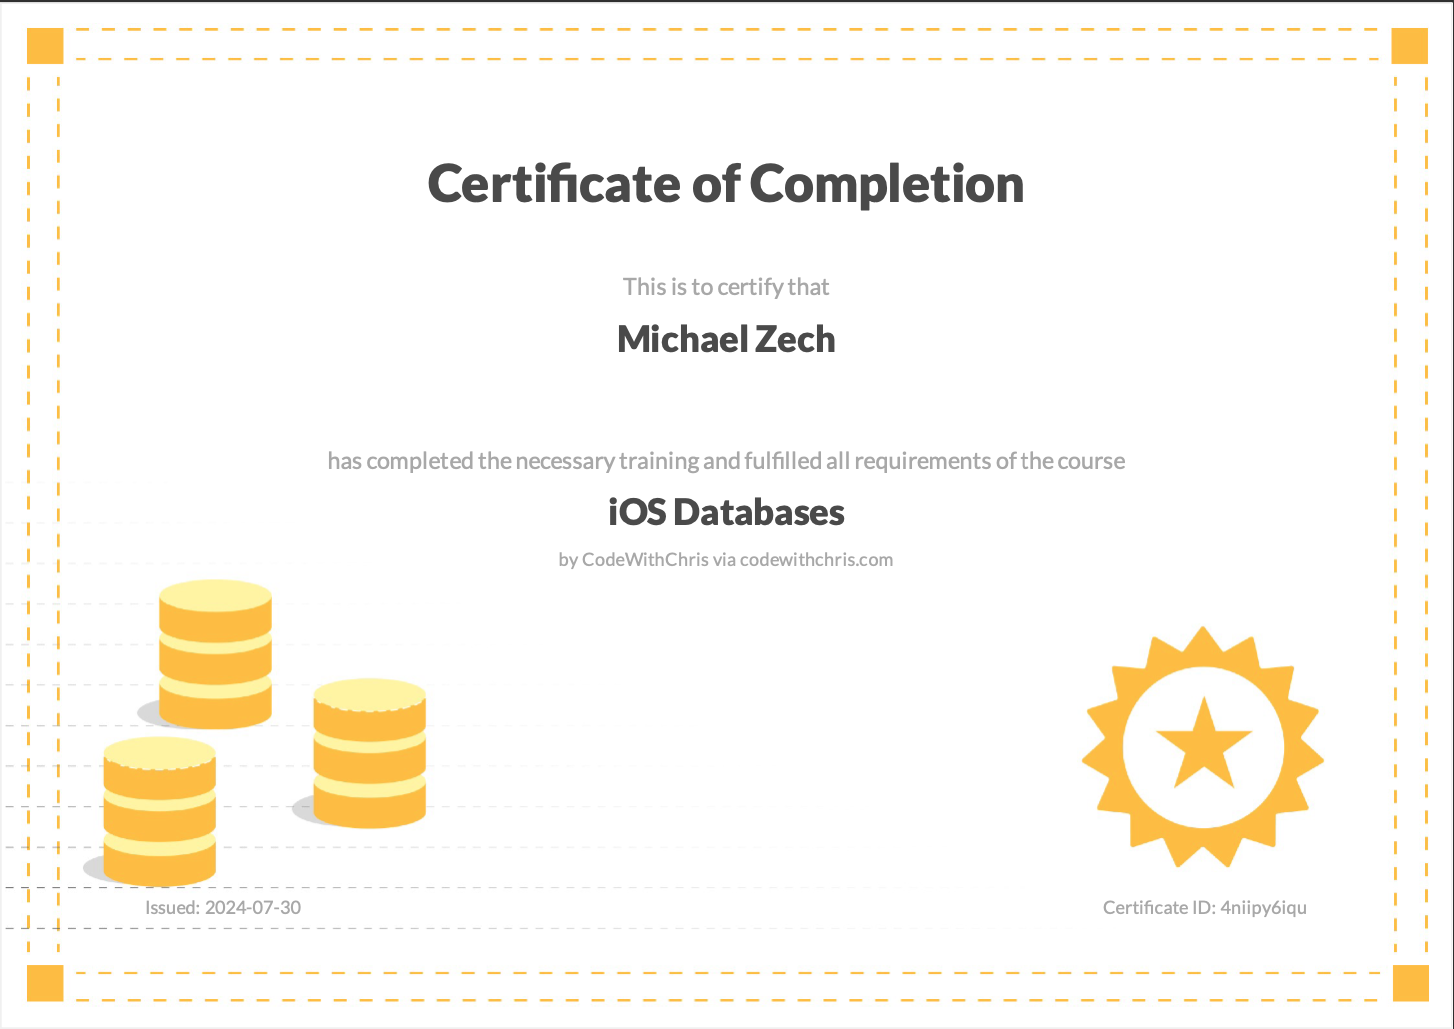 Certificate of Completion
This is to certify that
Michael Zech
has completed the necessary training and fulfilled all requirements of the course
iOS Databases
by CodeWithChris via codewithchris.com
Issued: 2024-07-30
Certificate ID: 4niipy6iqu